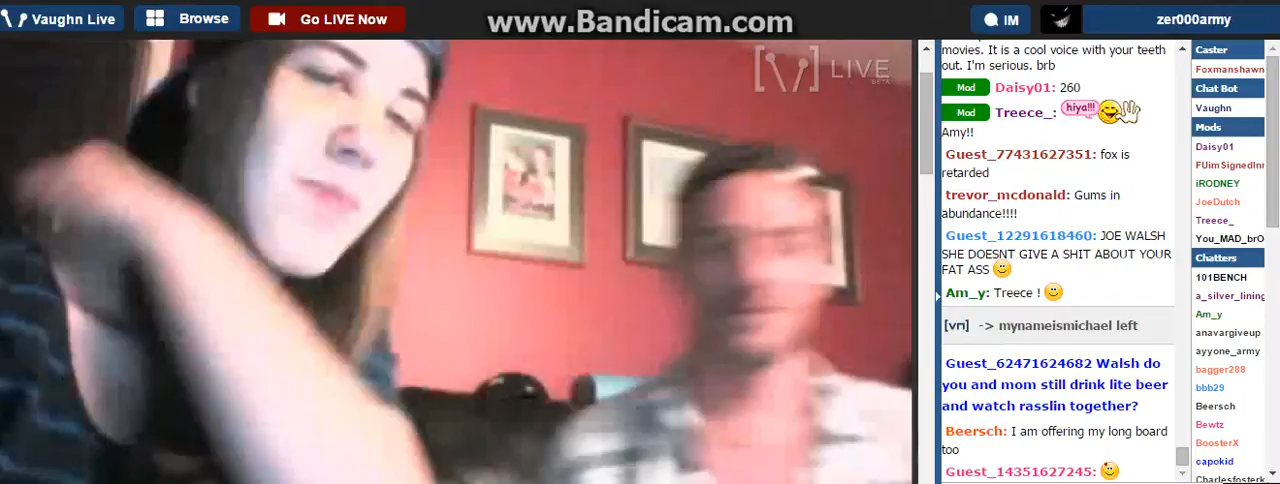 Vaughn Live
Browse
Go LIVE Now
www.Bandicam.com
IM
zer000army
LIVE
BETA
movies. It is a cool voice with your teeth
out. I'm serious. brb
Mod Daisy01: 260
Mod Treece_: hiya!!!
Amy!!
Guest_77431627351: fox is
retarded
trevor_mcdonald: Gums in
abundance!!!!
Guest_12291618460: JOE WALSH
SHE DOESNT GIVE A SHIT ABOUT YOUR
FAT ASS
Am_y: Treece !
-> mynameismichael left
Guest_62471624682 Walsh do
you and mom still drink lite beer
and watch rasslin together?
Beersch: I am offering my long board
too
Guest_14351627245:
Caster
Foxmanshawn
Chat Bot
Vaughn
Mods
Daisy01
FUimSignedInn
iRODNEY
JoeDutch
Treece_
You_MAD_brO
Chatters
101BENCH
a_silver_lining
Am_y
anavargiveup
ayyone_army
bagger288
bbb29
Beersch
Bewtz
BoosterX
capokid
Charlesfosterk